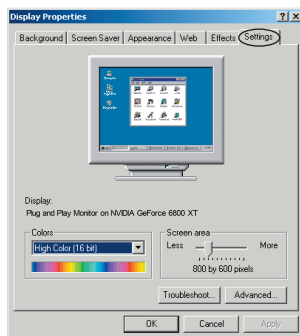 Display Properties
Background Screen Saver Appearance Web Effects Settings
Display:
Plug and Play Monitor on NVIDIA GeForce 6800 XT
Colors
High Color (16 bit)
Screen area
Less More
800 by 600 pixels
Troubleshoot... Advanced...
OK Cancel Apply